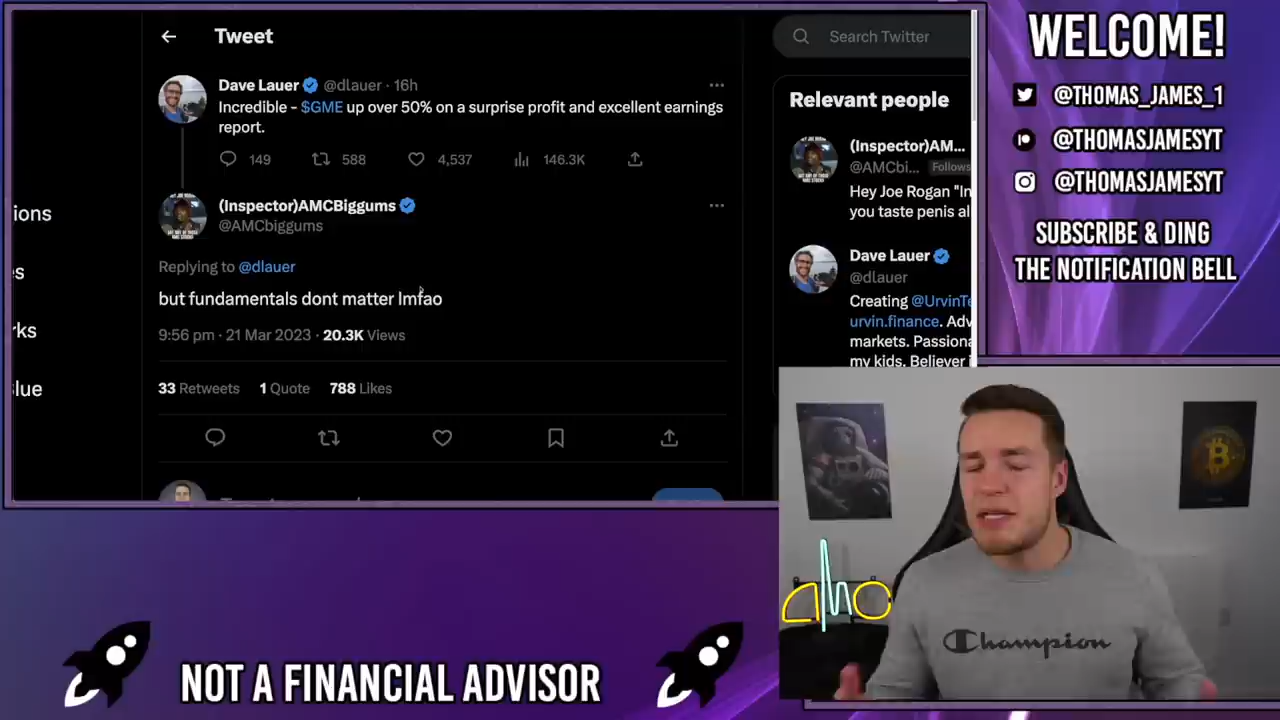 Tweet
Dave Lauer @dlauer · 16h
Incredible - $GME up over 50% on a surprise profit and excellent earnings
report.
149 588 4,537 146.3K
(Inspector)AMCBiggums
@AMCbiggums
Replying to @dlauer
but fundamentals dont matter lmfao
9:56 pm · 21 Mar 2023 · 20.3K Views
33 Retweets 1 Quote 788 Likes
ions
es
rks
lue
Search Twitter
Relevant people
(Inspector)AM...
@AMCbi... Follows
Hey Joe Rogan "In
you taste penis al
Dave Lauer
@dlauer
Creating @UrvinTe
urvin.finance. Adv
markets. Passiona
my kids. Believer i
WELCOME!
@THOMAS_JAMES_1
@THOMASJAMESYT
@THOMASJAMESYT
SUBSCRIBE & DING
THE NOTIFICATION BELL
amc
Champion
NOT A FINANCIAL ADVISOR